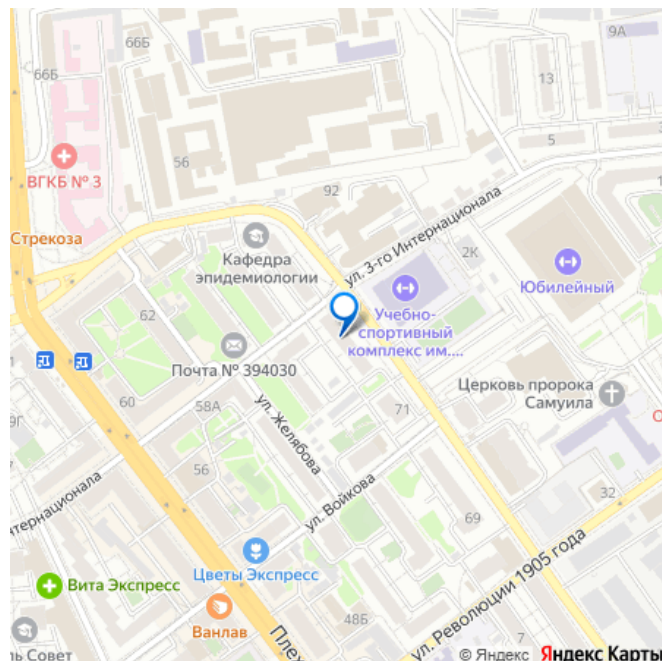 66Б
9А
66Б
13
56
5
ВГКБ № 3
92
ул. 3-го Интернационала
Стрекоза
Кафедра
эпидемиологии
2К
Юбилейный
Учебно-
спортивный
комплекс им....
62
Почта № 394030
Церковь пророка
Самуила
60
58А
71
9Г
ул. Желябова
56
нтернационала
ул. Войкова
32
69
Цветы Экспресс
Вита Экспресс
ул. Революции 1905 года
48Б
Ванлав
Плех
7
ль Совет
© Яндекс Яндекс Карты